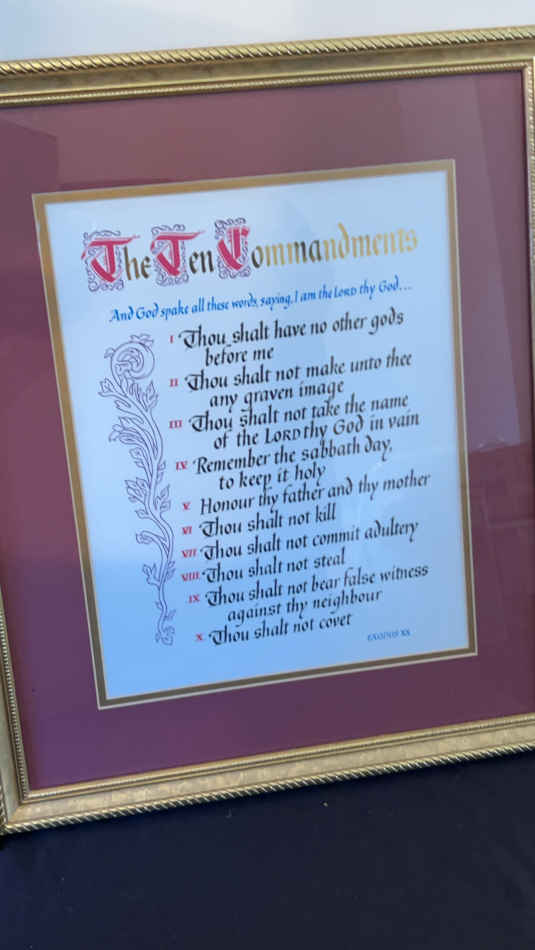 The Ten Commandments
And God spake all these words, saying, I am the LORD thy God...
I Thou shalt have no other gods
before me
II Thou shalt not make unto thee
any graven image
III Thou shalt not take the name
of the LORD thy God in vain
IV Remember the sabbath day,
to keep it holy
V Honour thy father and thy mother
VI Thou shalt not kill
VII Thou shalt not commit adultery
VIII Thou shalt not steal
IX Thou shalt not bear false witness
against thy neighbour
X Thou shalt not covet
EXODUS XX